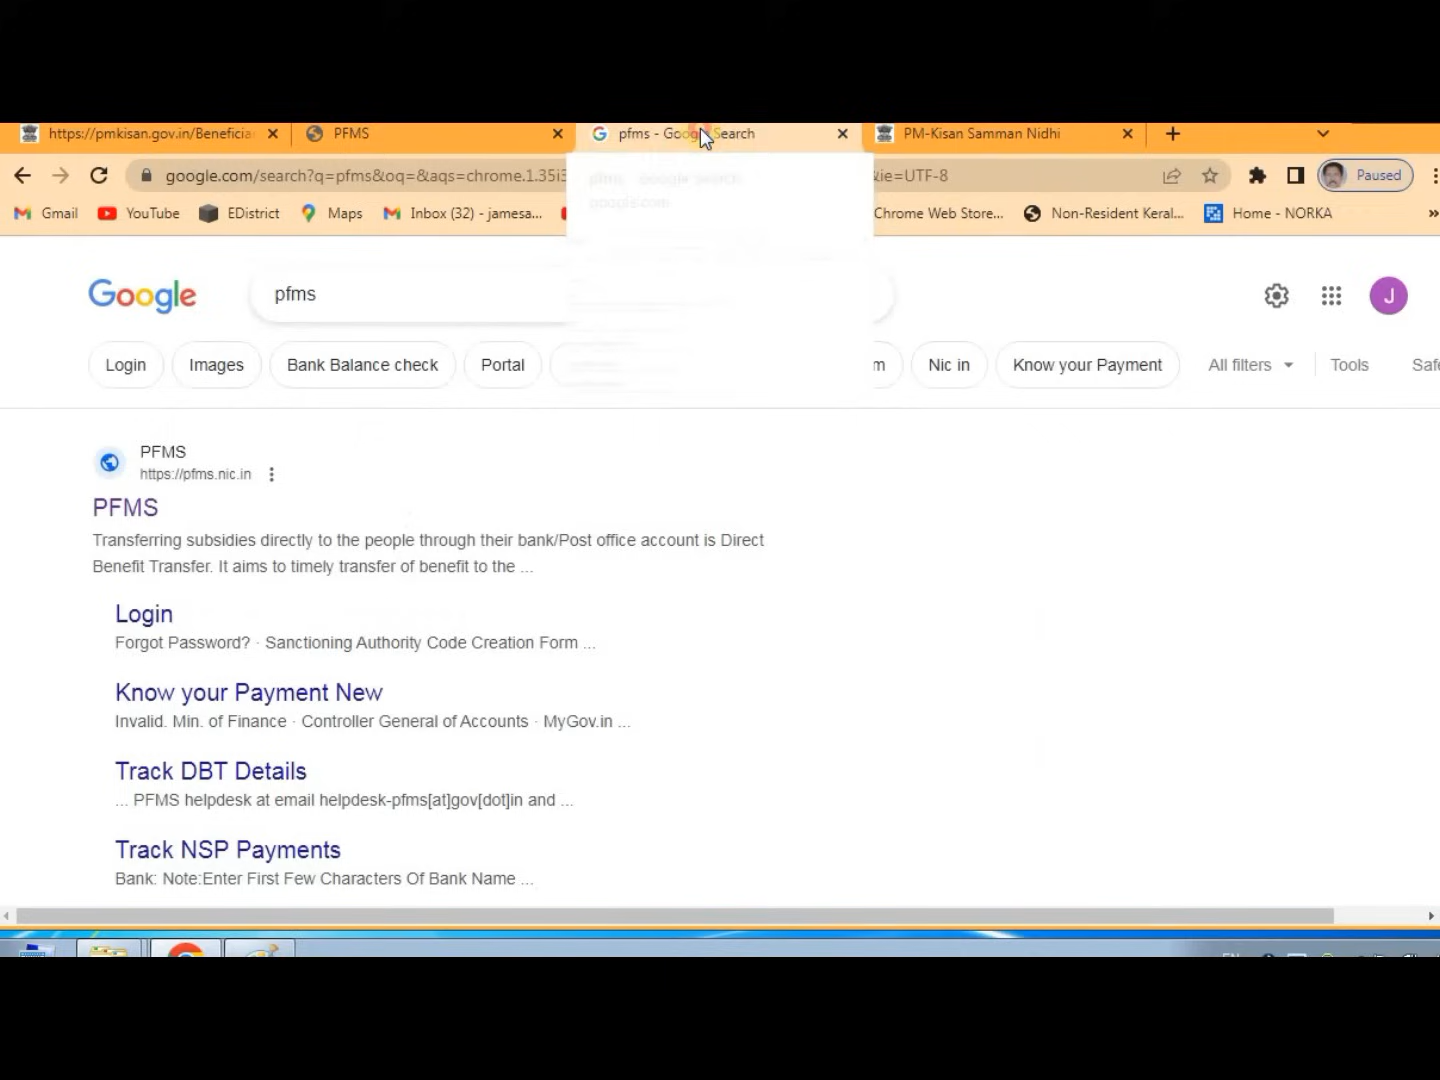 https://pmkisan.gov.in/Beneficia
PFMS
pfms - Google Search
PM-Kisan Samman Nidhi
google.com/search?q=pfms&oq=&aqs=chrome.1.35i3
&ie=UTF-8
Paused
Gmail
YouTube
EDistrict
Maps
Inbox (32) - jamesa...
Chrome Web Store...
Non-Resident Keral...
Home - NORKA
»
pfms - Google Search
google.com
Google
pfms
J
Login
Images
Bank Balance check
Portal
m
Nic in
Know your Payment
All filters
Tools
Safe
PFMS
https://pfms.nic.in
PFMS
Transferring subsidies directly to the people through their bank/Post office account is Direct
Benefit Transfer. It aims to timely transfer of benefit to the ...
Login
Forgot Password? · Sanctioning Authority Code Creation Form ...
Know your Payment New
Invalid. Min. of Finance · Controller General of Accounts · MyGov.in ...
Track DBT Details
... PFMS helpdesk at email helpdesk-pfms[at]gov[dot]in and ...
Track NSP Payments
Bank: Note:Enter First Few Characters Of Bank Name ...